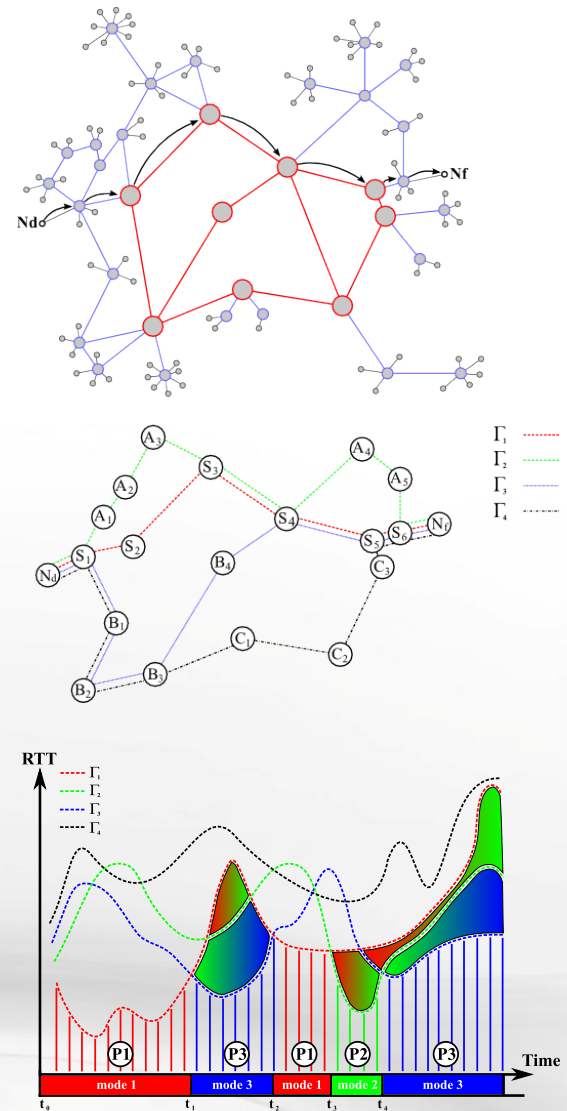 Nd
Nf
A₃
A₄
Γ₁
S₃
Γ₂
A₂
A₅
Γ₃
A₁
S₄
Γ₄
S₂
S₆
Nf
S₁
S₅
Nd
B₄
C₃
B₁
C₁
C₂
B₃
B₂
RTT
Γ₁
Γ₂
Γ₃
Γ₄
P1
P3
P1
P2
P3
Time
mode 1
mode 3
mode 1
mode 2
mode 3
t₀
t₁
t₂
t₃
t₄